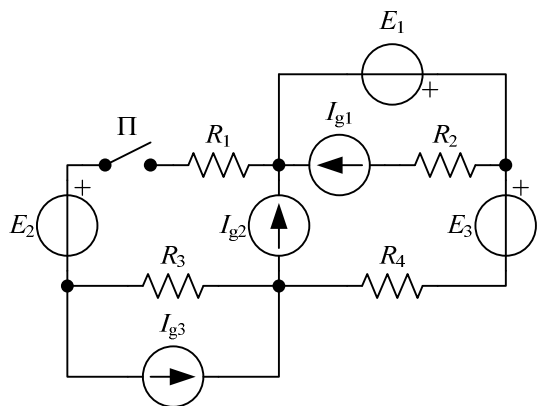 E1
+
Ig1
П
R1
R2
+
+
E2
Ig2
E3
R3
R4
Ig3